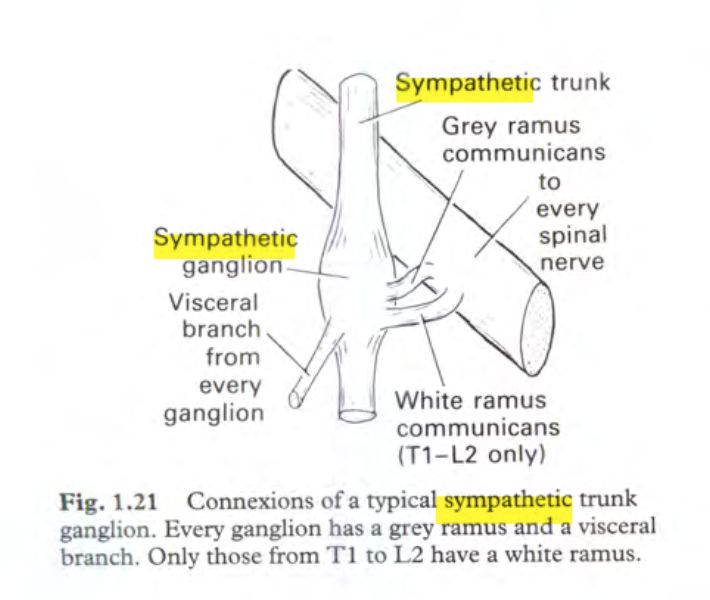 Sympathetic trunk
Grey ramus
communicans
to
every
spinal
nerve
Sympathetic
ganglion
Visceral
branch
from
every
ganglion
White ramus
communicans
(T1–L2 only)
Fig. 1.21 Connexions of a typical sympathetic trunk
ganglion. Every ganglion has a grey ramus and a visceral
branch. Only those from T1 to L2 have a white ramus.